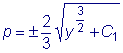 p = ± 2/3 √(y^(3/2) + C₁)